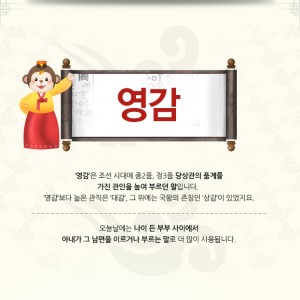 영감
'영감'은 조선 시대에 종2품, 정3품 당상관의 품계를
가진 관인을 높여 부르던 말입니다.
'영감'보다 높은 관직은 '대감', 그 위에는 국왕의 존칭인 '상감'이 있었지요.
오늘날에는 나이 든 부부 사이에서
아내가 그 남편을 이르거나 부르는 말로 더 많이 사용됩니다.